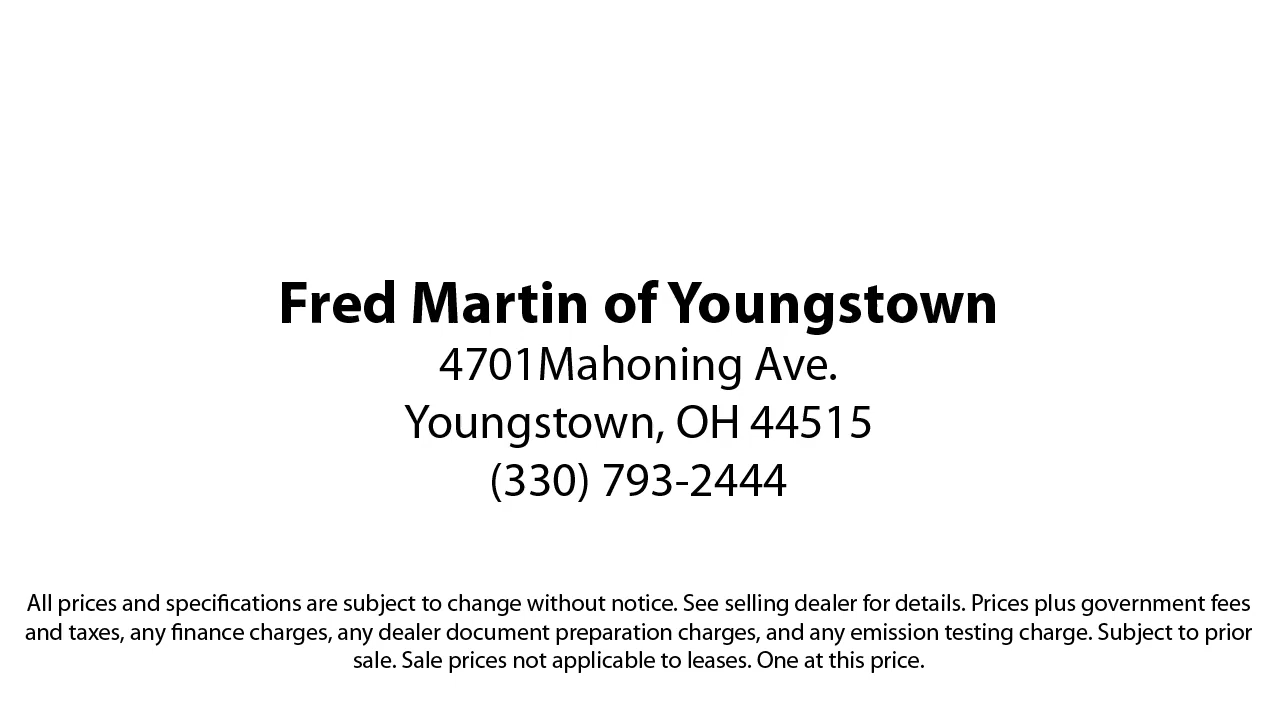 Fred Martin of Youngstown
4701Mahoning Ave.
Youngstown, OH 44515
(330) 793-2444
All prices and specifications are subject to change without notice. See selling dealer for details. Prices plus government fees
and taxes, any finance charges, any dealer document preparation charges, and any emission testing charge. Subject to prior
sale. Sale prices not applicable to leases. One at this price.